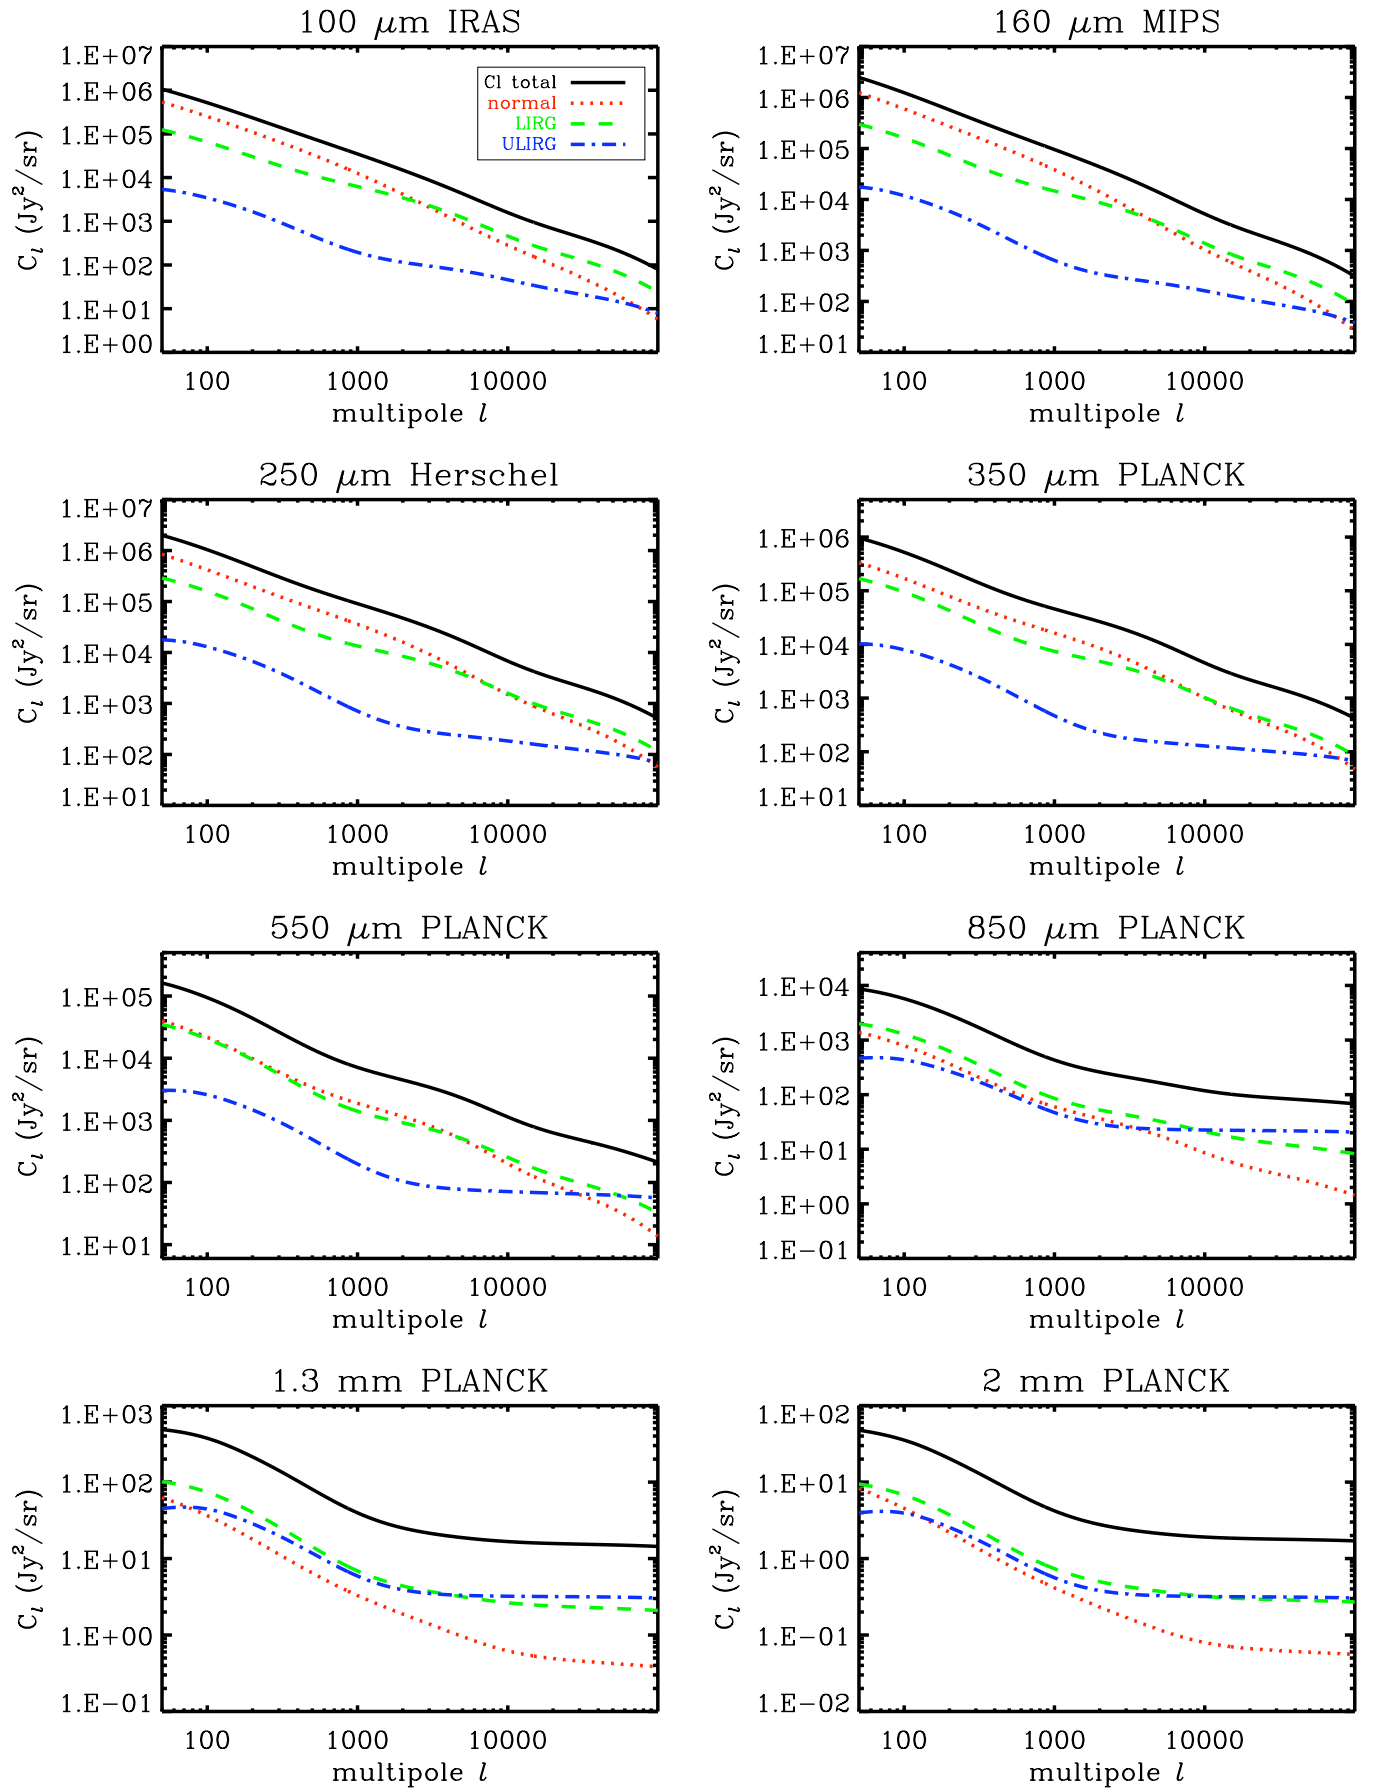 100 μm IRAS
C_l (Jy²/sr)
1.E+07
1.E+06
1.E+05
1.E+04
1.E+03
1.E+02
1.E+01
1.E+00
Cl total
normal
LIRG
ULIRG
100 1000 10000
multipole l
160 μm MIPS
C_l (Jy²/sr)
1.E+07
1.E+06
1.E+05
1.E+04
1.E+03
1.E+02
1.E+01
100 1000 10000
multipole l
250 μm Herschel
C_l (Jy²/sr)
1.E+07
1.E+06
1.E+05
1.E+04
1.E+03
1.E+02
1.E+01
100 1000 10000
multipole l
350 μm PLANCK
C_l (Jy²/sr)
1.E+06
1.E+05
1.E+04
1.E+03
1.E+02
1.E+01
100 1000 10000
multipole l
550 μm PLANCK
C_l (Jy²/sr)
1.E+05
1.E+04
1.E+03
1.E+02
1.E+01
100 1000 10000
multipole l
850 μm PLANCK
C_l (Jy²/sr)
1.E+04
1.E+03
1.E+02
1.E+01
1.E+00
1.E−01
100 1000 10000
multipole l
1.3 mm PLANCK
C_l (Jy²/sr)
1.E+03
1.E+02
1.E+01
1.E+00
1.E−01
100 1000 10000
multipole l
2 mm PLANCK
C_l (Jy²/sr)
1.E+02
1.E+01
1.E+00
1.E−01
1.E−02
100 1000 10000
multipole l